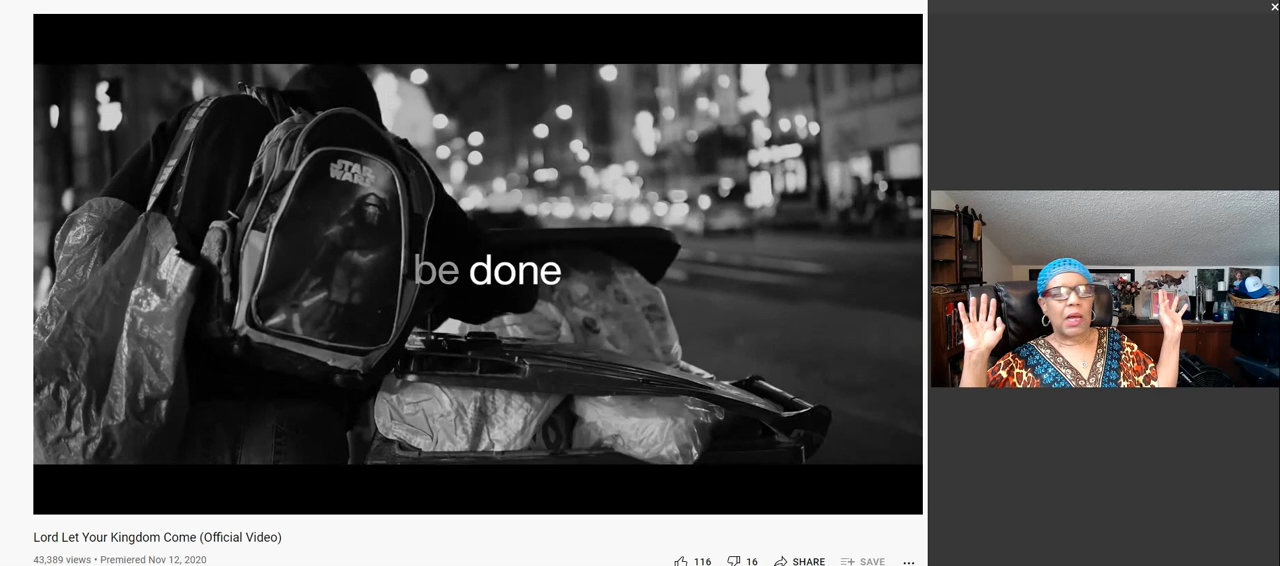 STAR
WARS
be done
Lord Let Your Kingdom Come (Official Video)
43,389 views • Premiered Nov 12, 2020
116
16
SHARE
SAVE